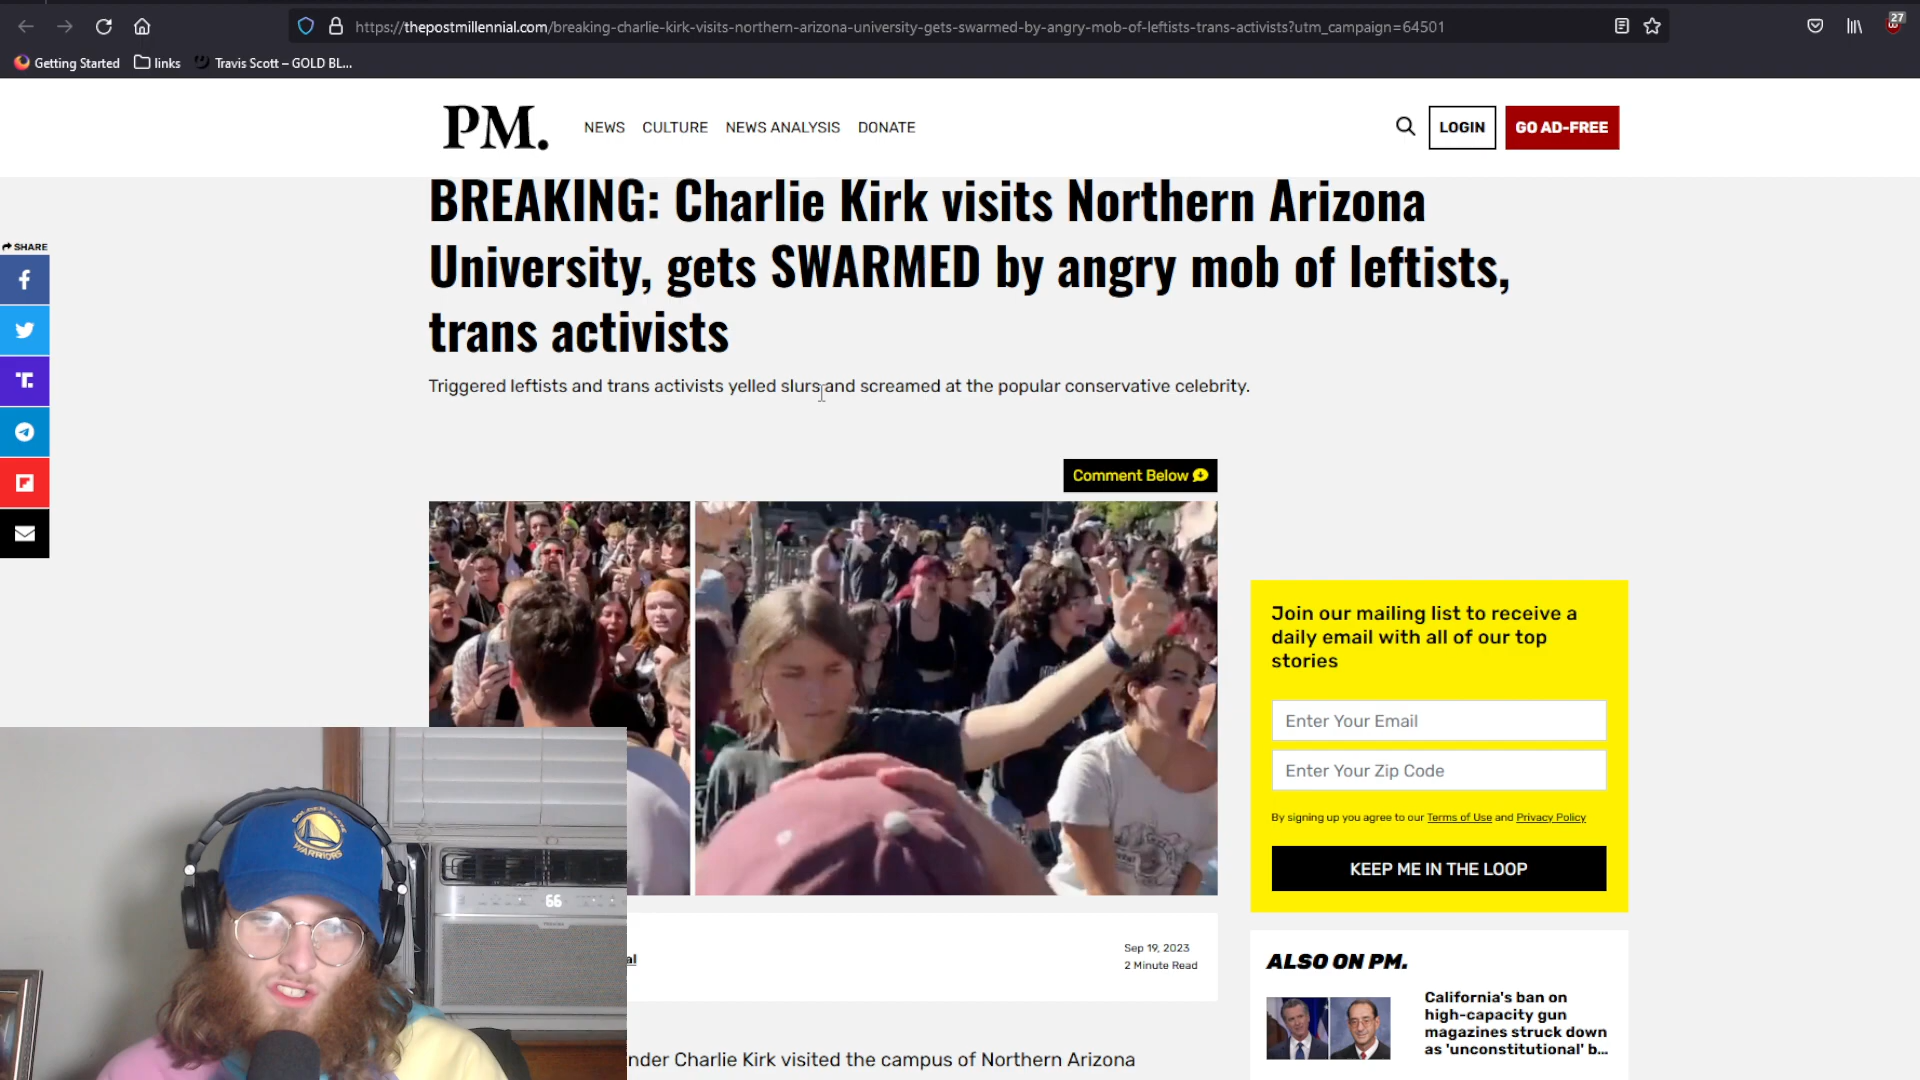 https://thepostmillennial.com/breaking-charlie-kirk-visits-northern-arizona-university-gets-swarmed-by-angry-mob-of-leftists-trans-activists?utm_campaign=64501
27
Getting Started
links
Travis Scott – GOLD BL...
PM.
NEWS
CULTURE
NEWS ANALYSIS
DONATE
LOGIN
GO AD-FREE
BREAKING: Charlie Kirk visits Northern Arizona
University, gets SWARMED by angry mob of leftists,
trans activists
SHARE
Triggered leftists and trans activists yelled slurs and screamed at the popular conservative celebrity.
Comment Below
Join our mailing list to receive a
daily email with all of our top
stories
Enter Your Email
Enter Your Zip Code
By signing up you agree to our Terms of Use and Privacy Policy
KEEP ME IN THE LOOP
GOLDEN STATE
WARRIORS
66
al
Sep 19, 2023
2 Minute Read
ALSO ON PM.
California's ban on
high-capacity gun
magazines struck down
as 'unconstitutional' b...
nder Charlie Kirk visited the campus of Northern Arizona